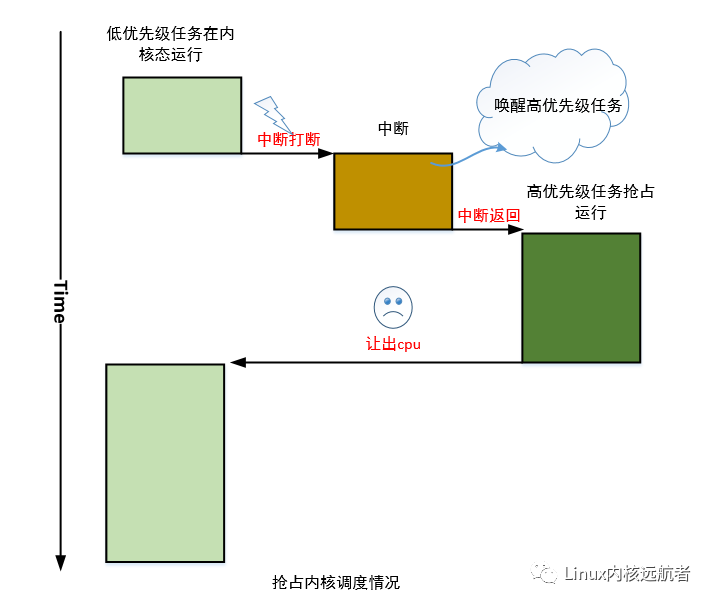 低优先级任务在内
核态运行
中断打断
中断
唤醒高优先级任务
高优先级任务抢占
运行
中断返回
Time
让出cpu
抢占内核调度情况
Linux内核远航者